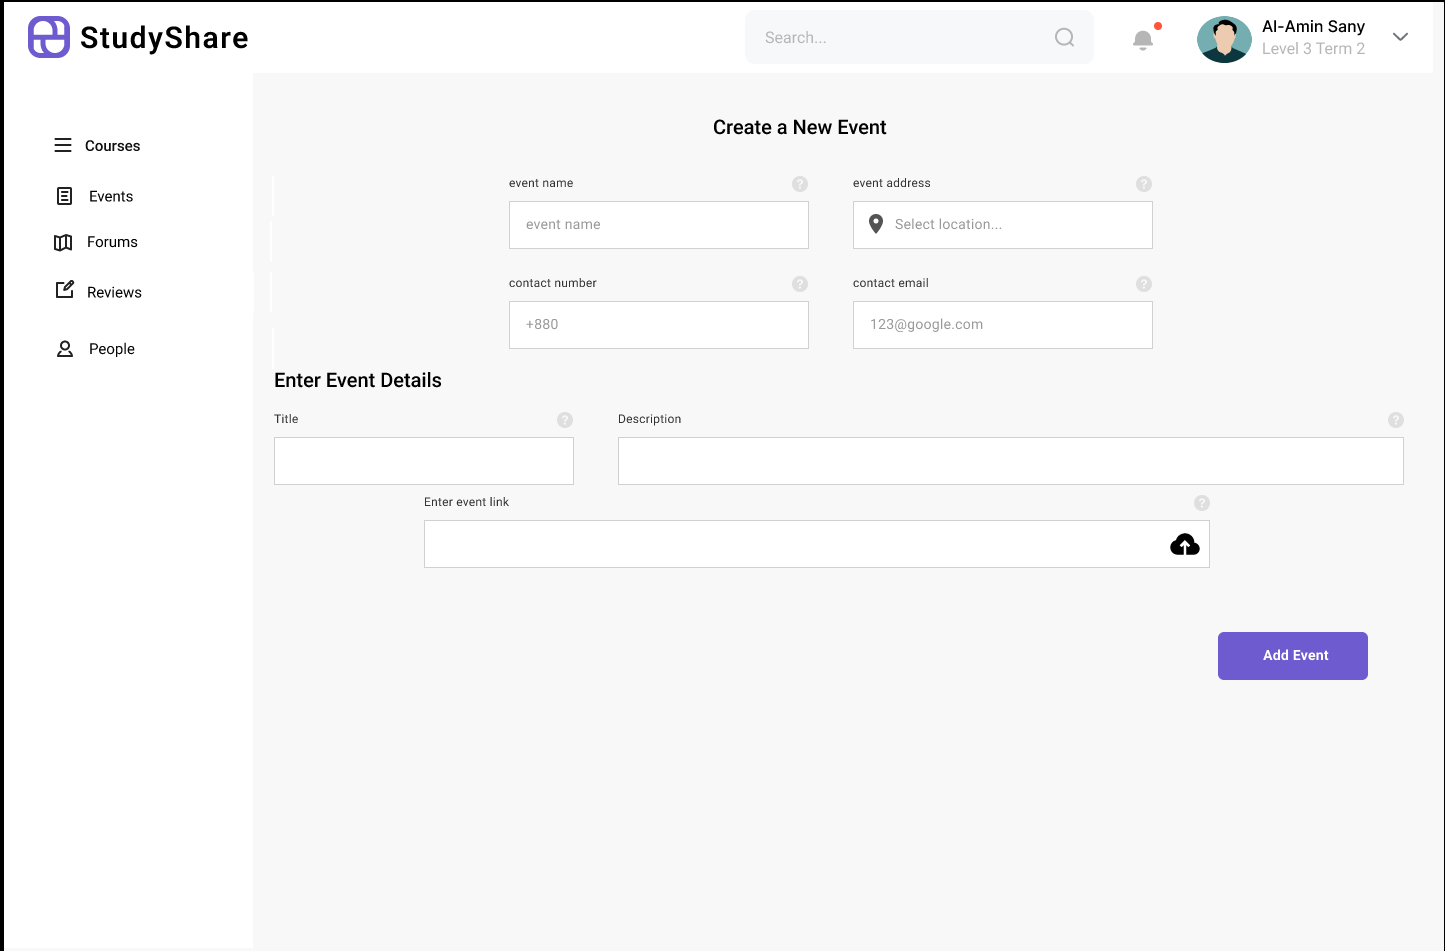 StudyShare
Search...
Al-Amin Sany
Level 3 Term 2
Courses
Events
Forums
Reviews
People
Create a New Event
event name ?
event name
event address ?
Select location...
contact number ?
+880
contact email ?
123@google.com
Enter Event Details
Title ?
Description ?
Enter event link ?
Add Event